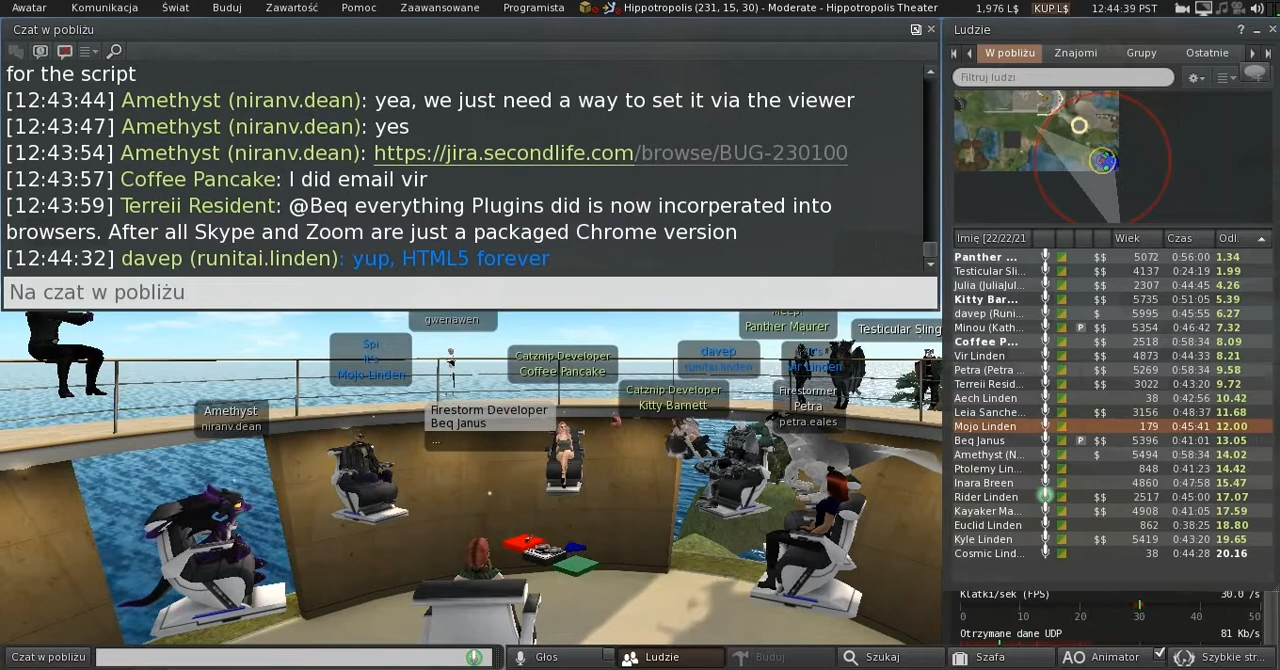 Awatar Komunikacja Świat Buduj Zawartość Pomoc Zaawansowane Programista Hippotropolis (231, 15, 30) - Moderate - Hippotropolis Theater 1,976 L$ KUP L$ 12:44:39 PST
Czat w pobliżu
for the script
[12:43:44] Amethyst (niranv.dean): yea, we just need a way to set it via the viewer
[12:43:47] Amethyst (niranv.dean): yes
[12:43:54] Amethyst (niranv.dean): https://jira.secondlife.com/browse/BUG-230100
[12:43:57] Coffee Pancake: I did email vir
[12:43:59] Terreii Resident: @Beq everything Plugins did is now incorperated into
browsers. After all Skype and Zoom are just a packaged Chrome version
[12:44:32] davep (runitai.linden): yup, HTML5 forever
Na czat w pobliżu
Ludzie
W pobliżu Znajomi Grupy Ostatnie
Filtruj ludzi
Imię [22/22/21 Wiek Czas Odl.
Panther ... $$ 5072 0:56:00 1.34
Testicular Sli... $$ 4137 0:24:19 1.99
Julia (JuliaJul... $$ 2307 0:44:45 4.26
Kitty Bar... $$ 5735 0:51:05 5.39
davep (Runi... $ 5995 0:45:55 6.27
Minou (Kath... P $$ 5354 0:46:42 7.32
Coffee P... $$ 2518 0:58:34 8.09
Vir Linden $$ 4873 0:44:33 8.21
Petra (Petra ... $$ 5269 0:58:34 9.58
Terreii Resid... $$ 3022 0:43:20 9.72
Aech Linden 38 0:42:56 10.42
Leia Sanche... $$ 3156 0:48:37 11.68
Mojo Linden 179 0:45:41 12.00
Beq Janus P $$ 5396 0:41:01 13.05
Amethyst (N... $ 5494 0:58:34 14.02
Ptolemy Lin... 848 0:41:23 14.42
Inara Breen 4860 0:47:58 15.47
Rider Linden $$ 2517 0:45:00 17.07
Kayaker Ma... $$ 4908 0:41:05 17.59
Euclid Linden 862 0:38:25 18.80
Kyle Linden $$ 5419 0:43:20 19.65
Cosmic Lind... 38 0:44:28 20.16
Klatki/sek (FPS) 30.0 /s
0 10 20 30 40 50
Otrzymane dane UDP 81 Kb/s
qwenawen
Panther Maurer
Testicular Sling
Śpi
It's
Mojo Linden
Catznip Developer
Coffee Pancake
davep
runitai.linden
Vir Linden
Catznip Developer
Kitty Barnett
Firestormer
Petra
petra.eales
Amethyst
niranv.dean
Firestorm Developer
Beq Janus
...
Czat w pobliżu Głos Ludzie Buduj Szukaj Szafa AO Animator Szybkie str...